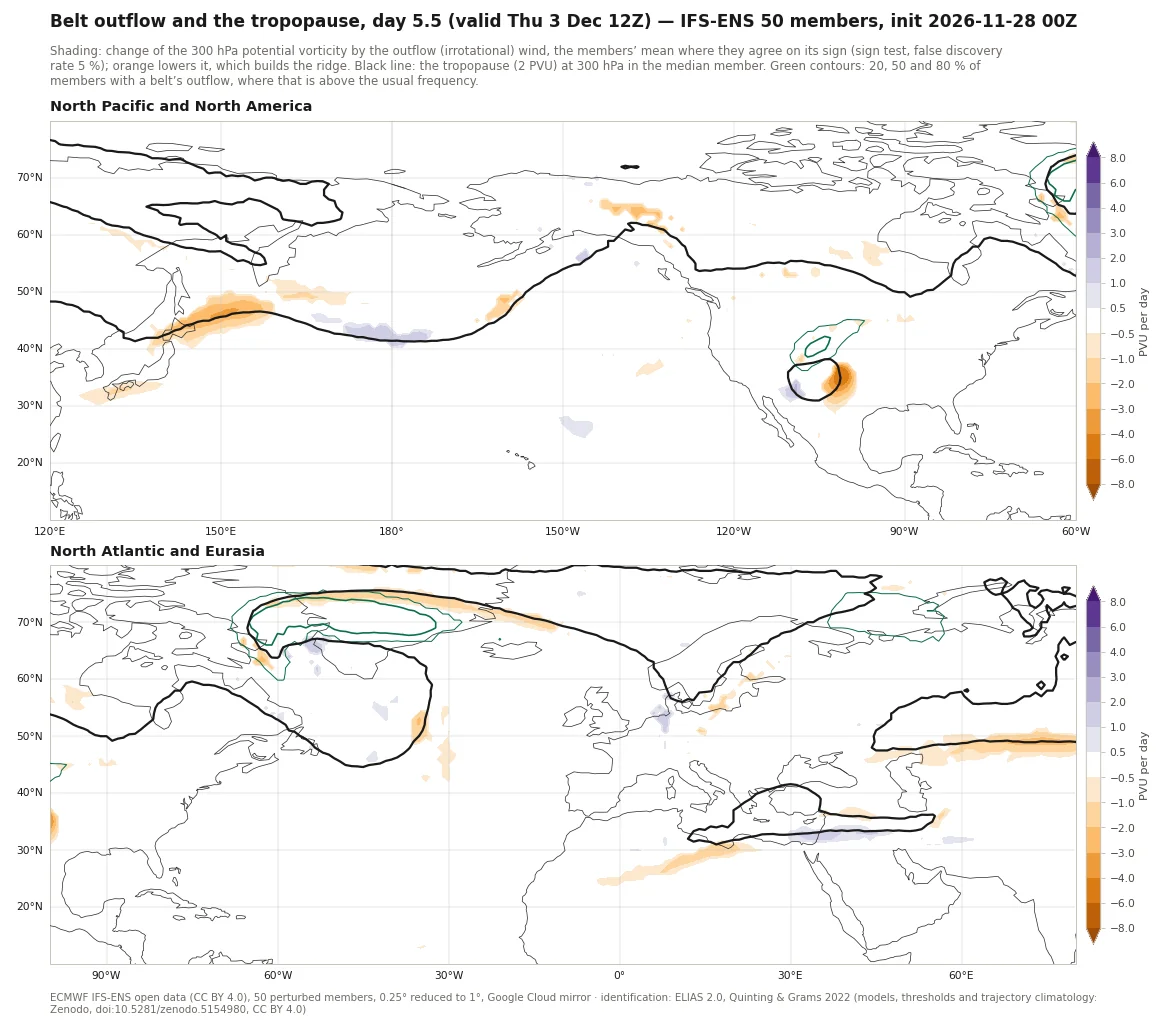 Belt outflow and the tropopause, day 5.5 (valid Thu 3 Dec 12Z) — IFS-ENS 50 members, init 2026-11-28 00Z
Shading: change of the 300 hPa potential vorticity by the outflow (irrotational) wind, the members’ mean where they agree on its sign (sign test, false discovery
rate 5 %); orange lowers it, which builds the ridge. Black line: the tropopause (2 PVU) at 300 hPa in the median member. Green contours: 20, 50 and 80 % of
members with a belt’s outflow, where that is above the usual frequency.
North Pacific and North America
70°N
60°N
50°N
40°N
30°N
20°N
120°E
150°E
180°
150°W
120°W
90°W
60°W
8.0
6.0
4.0
3.0
2.0
1.0
0.5
−0.5
−1.0
−2.0
−3.0
−4.0
−6.0
−8.0
PVU per day
North Atlantic and Eurasia
70°N
60°N
50°N
40°N
30°N
20°N
90°W
60°W
30°W
0°
30°E
60°E
8.0
6.0
4.0
3.0
2.0
1.0
0.5
−0.5
−1.0
−2.0
−3.0
−4.0
−6.0
−8.0
PVU per day
ECMWF IFS-ENS open data (CC BY 4.0), 50 perturbed members, 0.25° reduced to 1°, Google Cloud mirror · identification: ELIAS 2.0, Quinting & Grams 2022 (models, thresholds and trajectory climatology:
Zenodo, doi:10.5281/zenodo.5154980, CC BY 4.0)